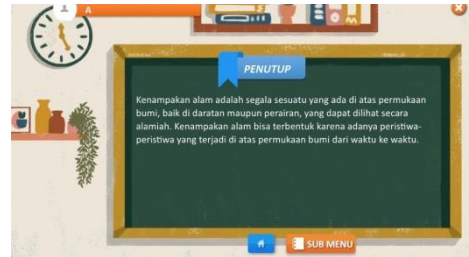 A
PENUTUP
Kenampakan alam adalah segala sesuatu yang ada di atas permukaan
bumi, baik di daratan maupun perairan, yang dapat dilihat secara
alamiah. Kenampakan alam bisa terbentuk karena adanya peristiwa-
peristiwa yang terjadi di atas permukaan bumi dari waktu ke waktu.
SUB MENU